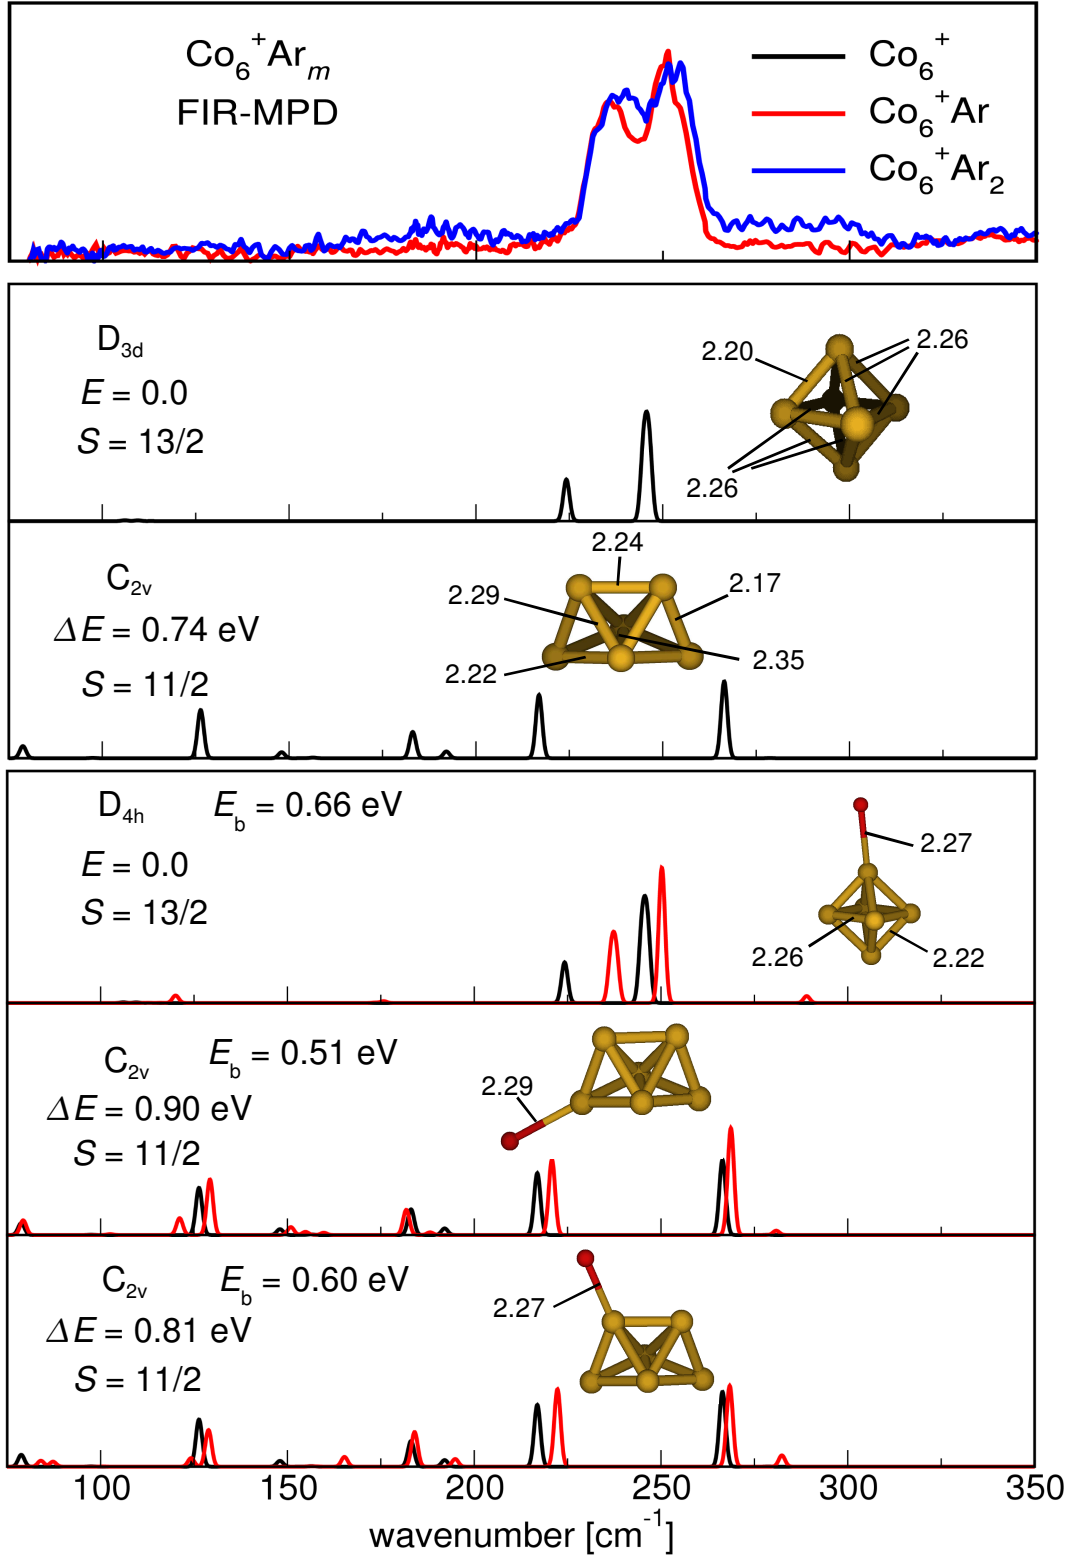 Co6+Arm
FIR-MPD
Co6+
Co6+Ar
Co6+Ar2
D3d
E = 0.0
S = 13/2
2.20
2.26
2.26
C2v
ΔE = 0.74 eV
S = 11/2
2.24
2.29
2.17
2.22
2.35
D4h
Eb = 0.66 eV
E = 0.0
S = 13/2
2.27
2.26
2.22
C2v
Eb = 0.51 eV
ΔE = 0.90 eV
S = 11/2
2.29
C2v
Eb = 0.60 eV
ΔE = 0.81 eV
S = 11/2
2.27
100 150 200 250 300 350
wavenumber [cm-1]